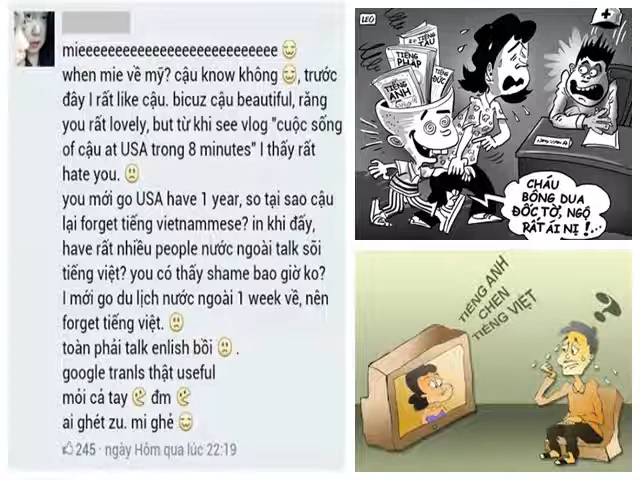 mieeeeeeeeeeeeeeeeeeeeeeeeeee
when mie về mỹ? cậu know không , trước
đây I rất like cậu. bicuz cậu beautiful, răng
you rất lovely, but từ khi see vlog "cuộc sống
of cậu at USA trong 8 minutes" I thấy rất
hate you.
you mới go USA have 1 year, so tại sao cậu
lại forget tiếng vietnammese? in khi đấy,
have rất nhiều people nước ngoài talk sõi
tiếng việt? you có thấy shame bao giờ ko?
I mới go du lịch nước ngoài 1 week về, nên
forget tiếng việt.
toàn phải talk enlish bồi .
google tranls thật useful
mỏi cả tay đm
ai ghét zu. mi ghẻ
245 · ngày Hôm qua lúc 22:19
LEO
TIẾNG TÀU
TIẾNG PHÁP
TIẾNG ĐỨC
TIẾNG ANH
CHÁU
BÔNG DUA
ĐỐC TỜ, NGỘ
RẤT ÁI NỊ !...
TIẾNG ANH
CHEN
TIẾNG VIỆT
?